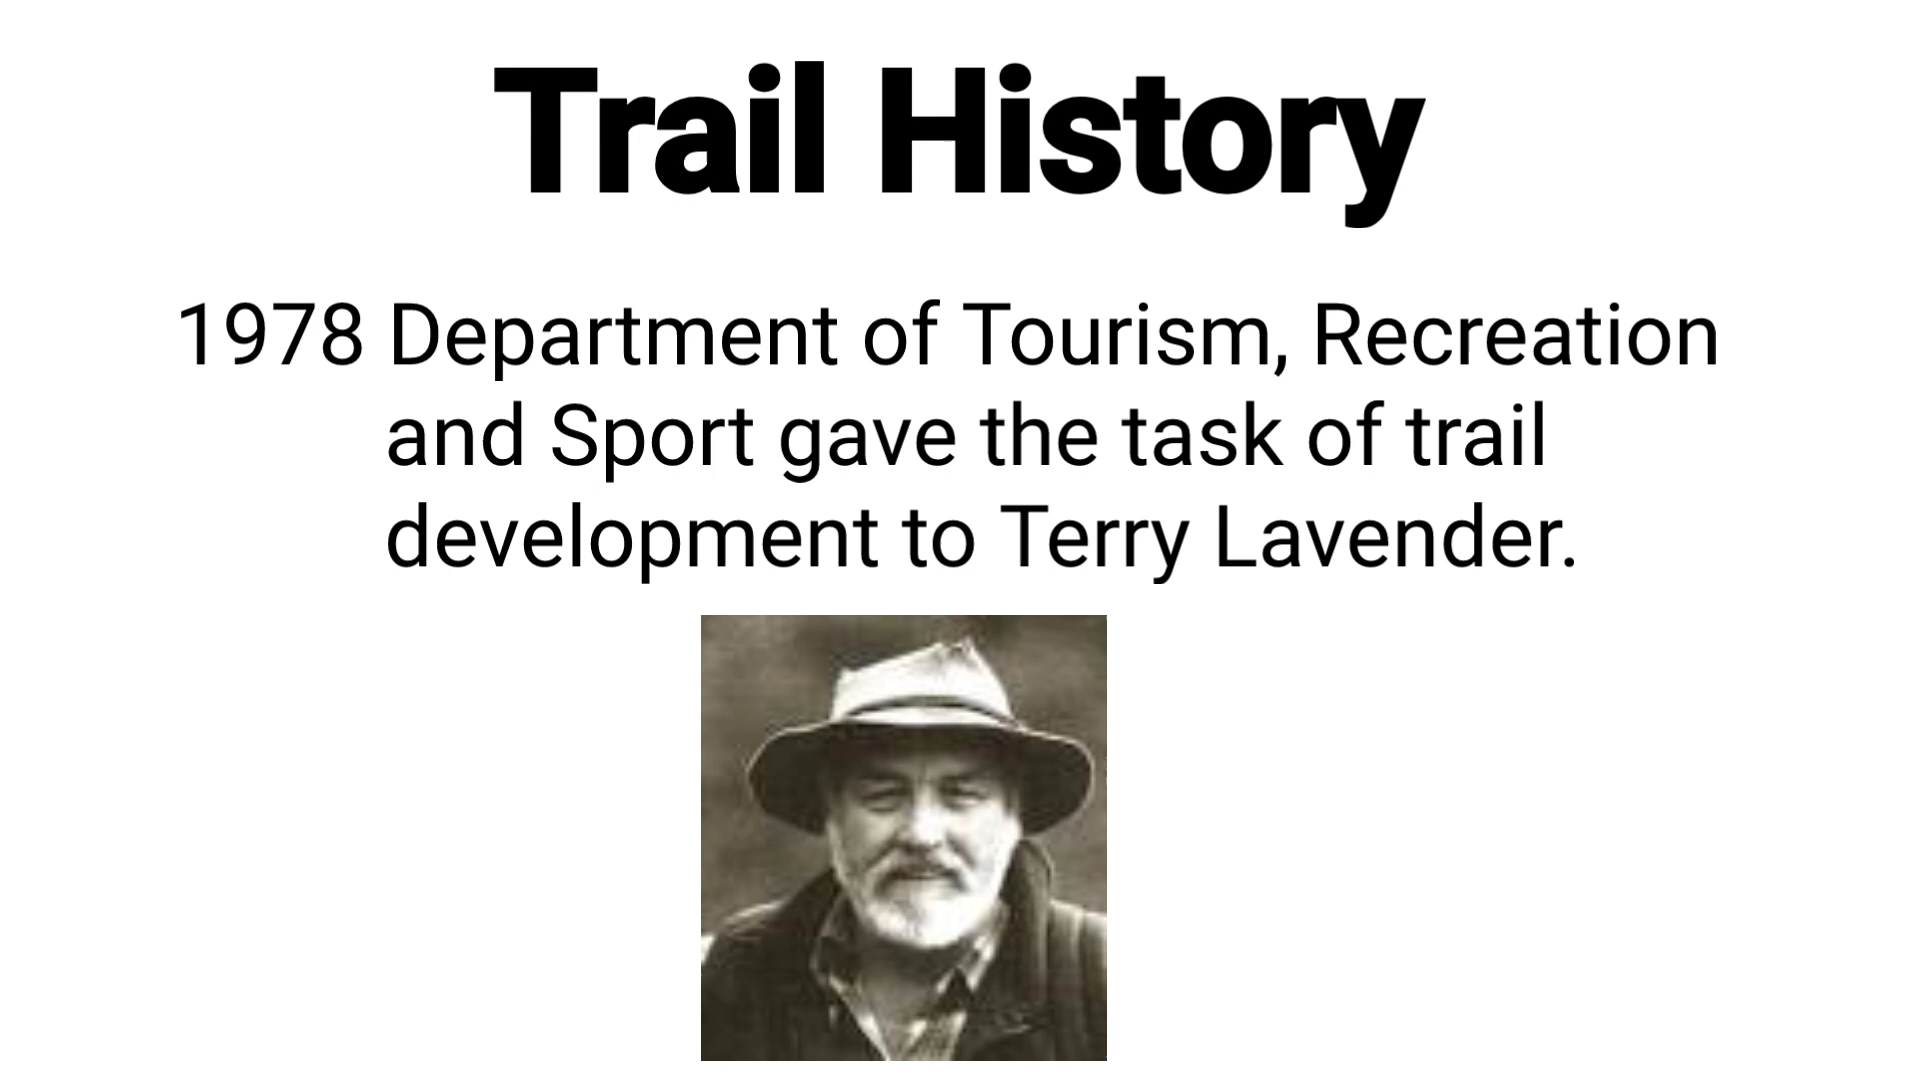 Trail History
1978 Department of Tourism, Recreation
and Sport gave the task of trail
development to Terry Lavender.